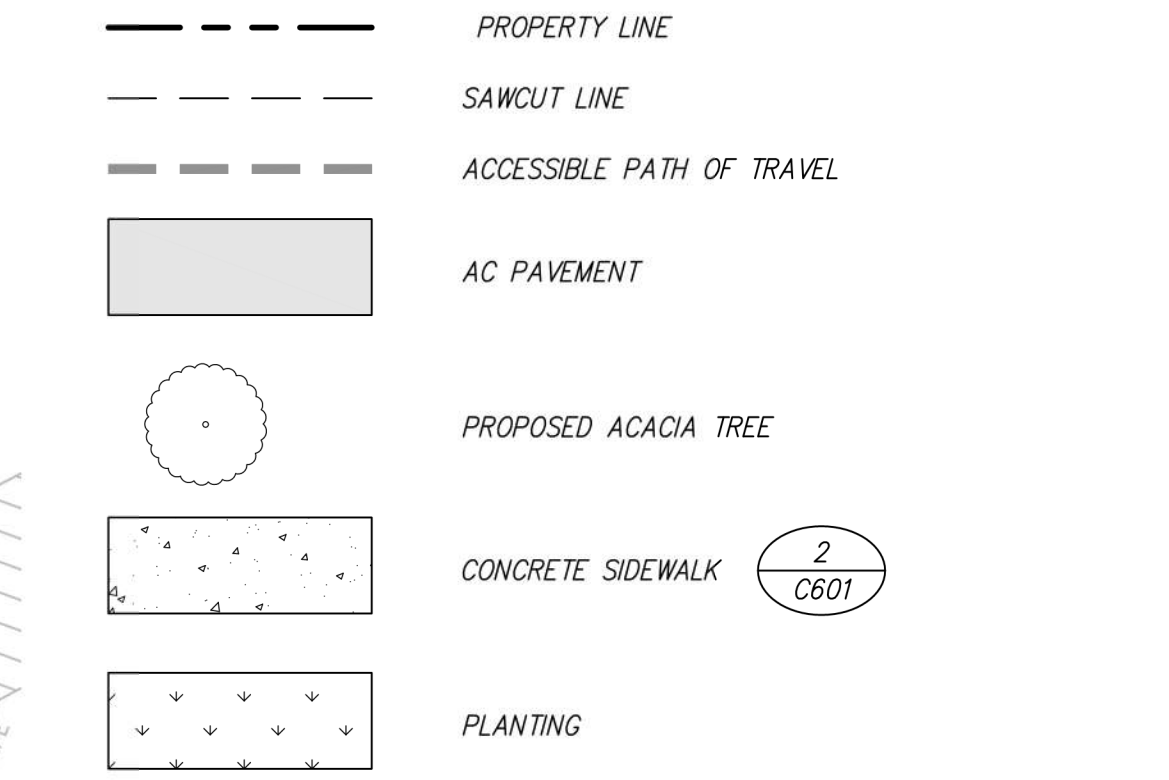 PROPERTY LINE
SAWCUT LINE
ACCESSIBLE PATH OF TRAVEL
AC PAVEMENT
PROPOSED ACACIA TREE
CONCRETE SIDEWALK
2
C601
PLANTING